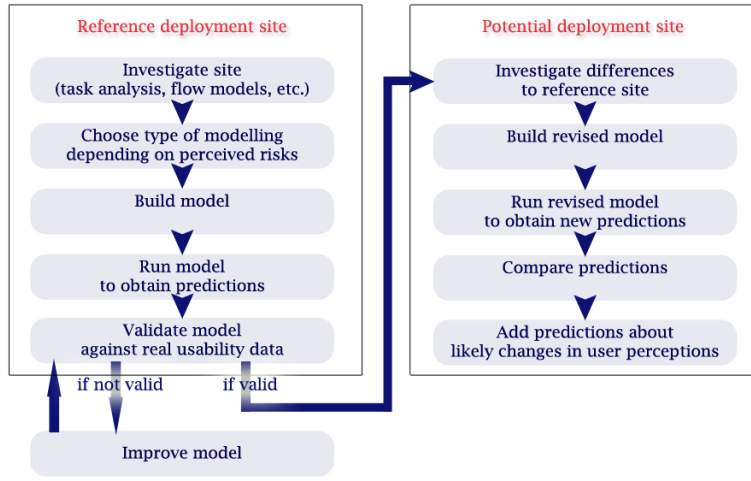 Reference deployment site
Investigate site
(task analysis, flow models, etc.)
Choose type of modelling
depending on perceived risks
Build model
Run model
to obtain predictions
Validate model
against real usability data
if not valid
if valid
Improve model
Potential deployment site
Investigate differences
to reference site
Build revised model
Run revised model
to obtain new predictions
Compare predictions
Add predictions about
likely changes in user perceptions